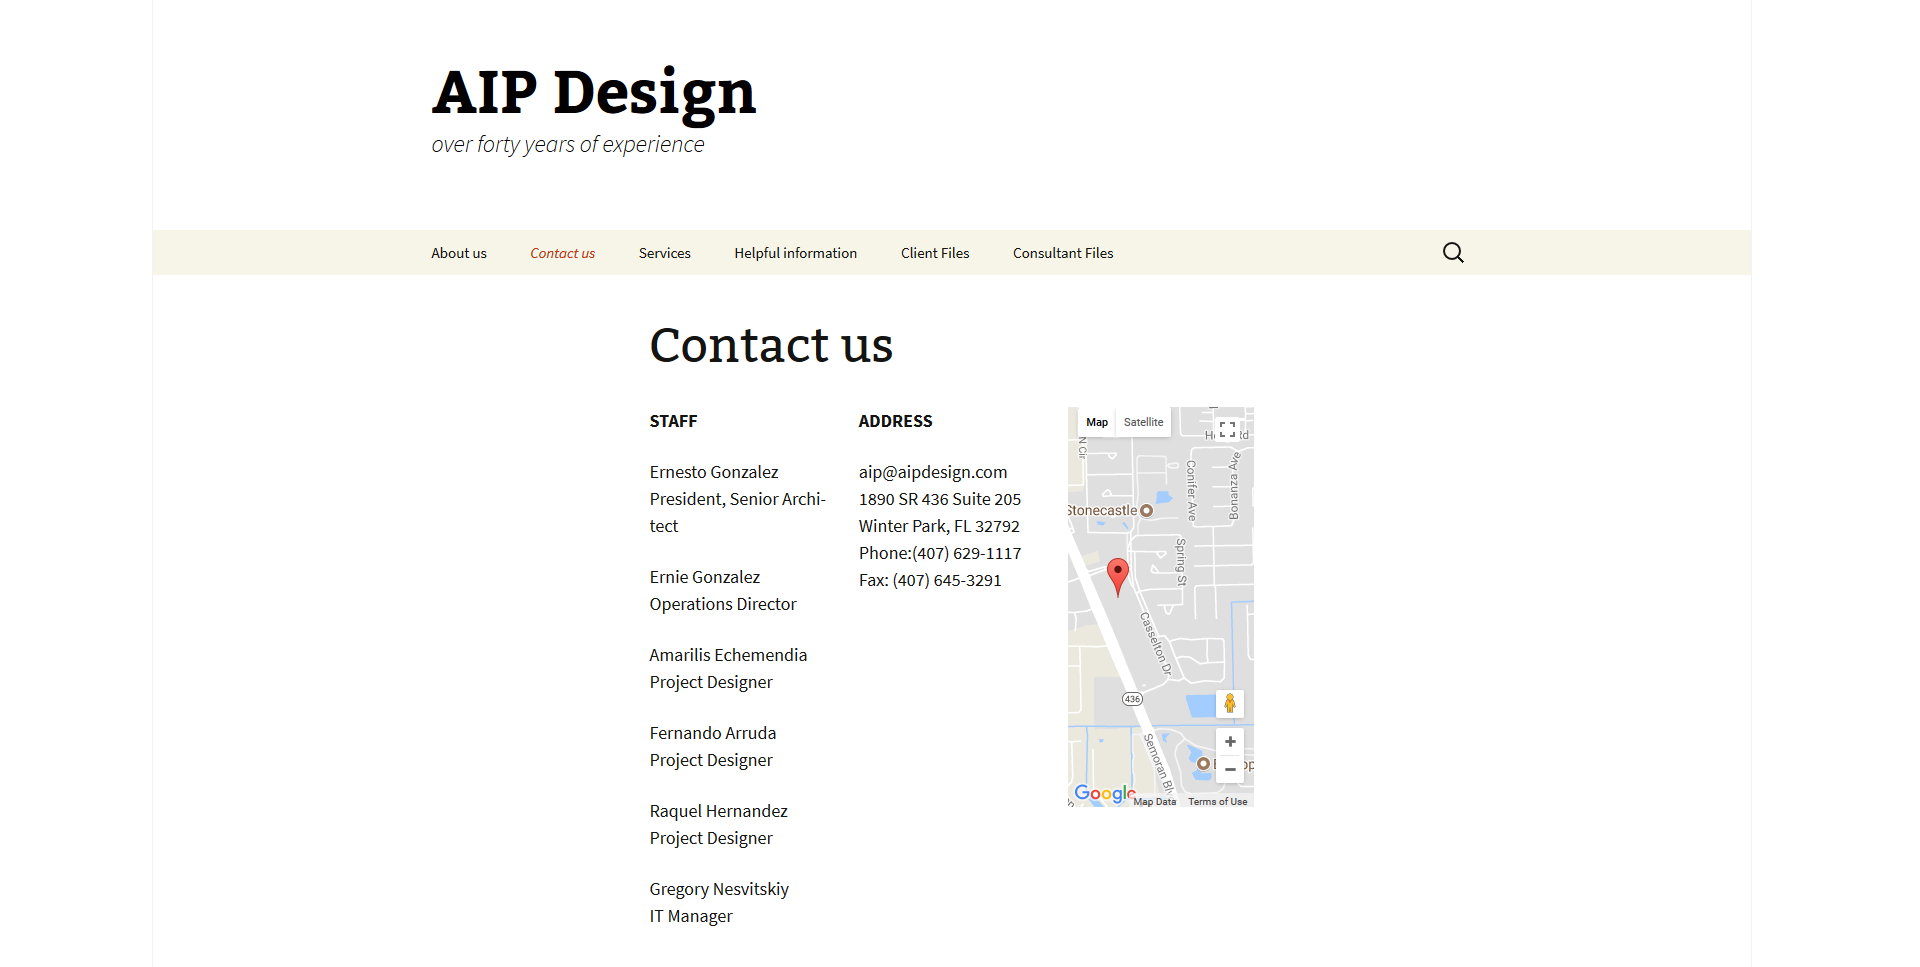 AIP Design
over forty years of experience
About us
Contact us
Services
Helpful information
Client Files
Consultant Files
Contact us
STAFF
Ernesto Gonzalez
President, Senior Archi-
tect
Ernie Gonzalez
Operations Director
Amarilis Echemendia
Project Designer
Fernando Arruda
Project Designer
Raquel Hernandez
Project Designer
Gregory Nesvitskiy
IT Manager
ADDRESS
aip@aipdesign.com
1890 SR 436 Suite 205
Winter Park, FL 32792
Phone:(407) 629-1117
Fax: (407) 645-3291
Map
Satellite
N Cir
Conifer Ave
Bonanza Ave
Stonecastle
Spring St
Casselton Dr
436
Semoran Blv
Google
Map Data
Terms of Use